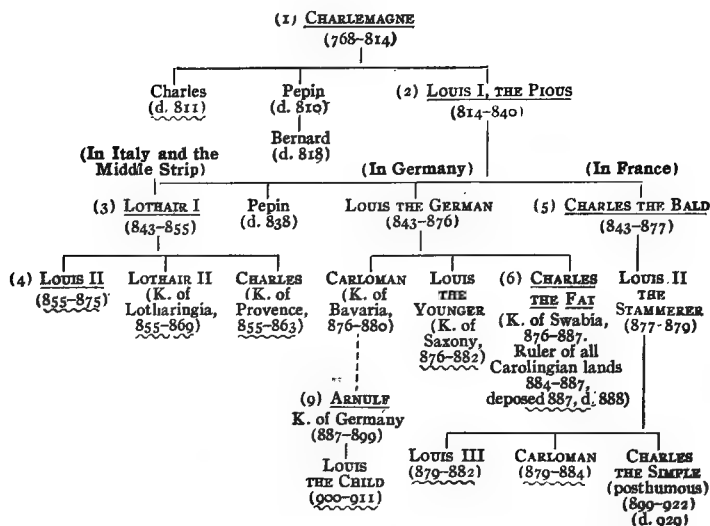 (1) CHARLEMAGNE
(768–814)
Charles
(d. 811)
Pepin
(d. 810)
Bernard
(d. 818)
(2) LOUIS I, THE PIOUS
(814–840)
(In Italy and the
Middle Strip)
(In Germany)
(In France)
(3) LOTHAIR I
(843–855)
Pepin
(d. 838)
LOUIS THE GERMAN
(843–876)
(5) CHARLES THE BALD
(843–877)
(4) LOUIS II
(855–875)
LOTHAIR II
(K. of
Lotharingia,
855–869)
CHARLES
(K. of
Provence,
855–863)
CARLOMAN
(K. of
Bavaria,
876–880)
LOUIS
THE
YOUNGER
(K. of
Saxony,
876–882)
(6) CHARLES
THE FAT
(K. of Swabia,
876–887.
Ruler of all
Carolingian lands
884–887,
deposed 887, d. 888)
LOUIS II
THE
STAMMERER
(877–879)
(9) ARNULF
K. of Germany
(887–899)
LOUIS
THE CHILD
(900–911)
LOUIS III
(879–882)
CARLOMAN
(879–884)
CHARLES
THE SIMPLE
(posthumous)
(899–922)
(d. 929)